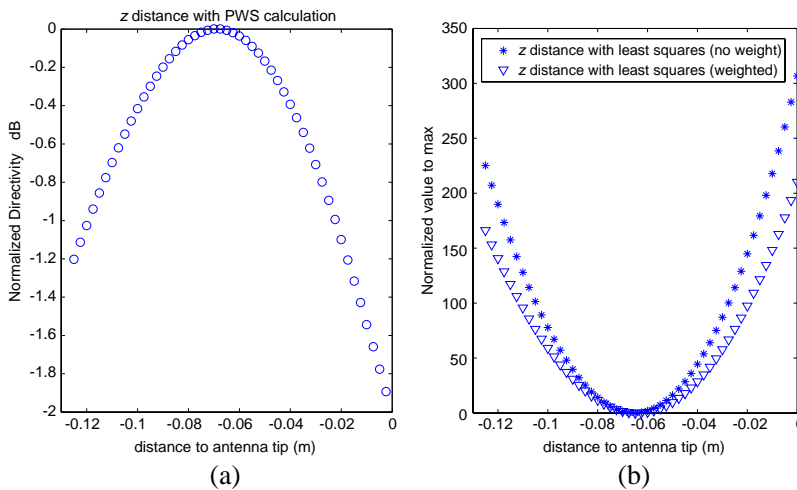 z distance with PWS calculation
0
-0.2
-0.4
-0.6
-0.8
-1
-1.2
-1.4
-1.6
-1.8
-2
Normalized Directivity dB
-0.12 -0.1 -0.08 -0.06 -0.04 -0.02 0
distance to antenna tip (m)
(a)
z distance with least squares (no weight)
z distance with least squares (weighted)
350
300
250
200
150
100
50
0
Normalized value to max
-0.12 -0.1 -0.08 -0.06 -0.04 -0.02 0
distance to antenna tip (m)
(b)